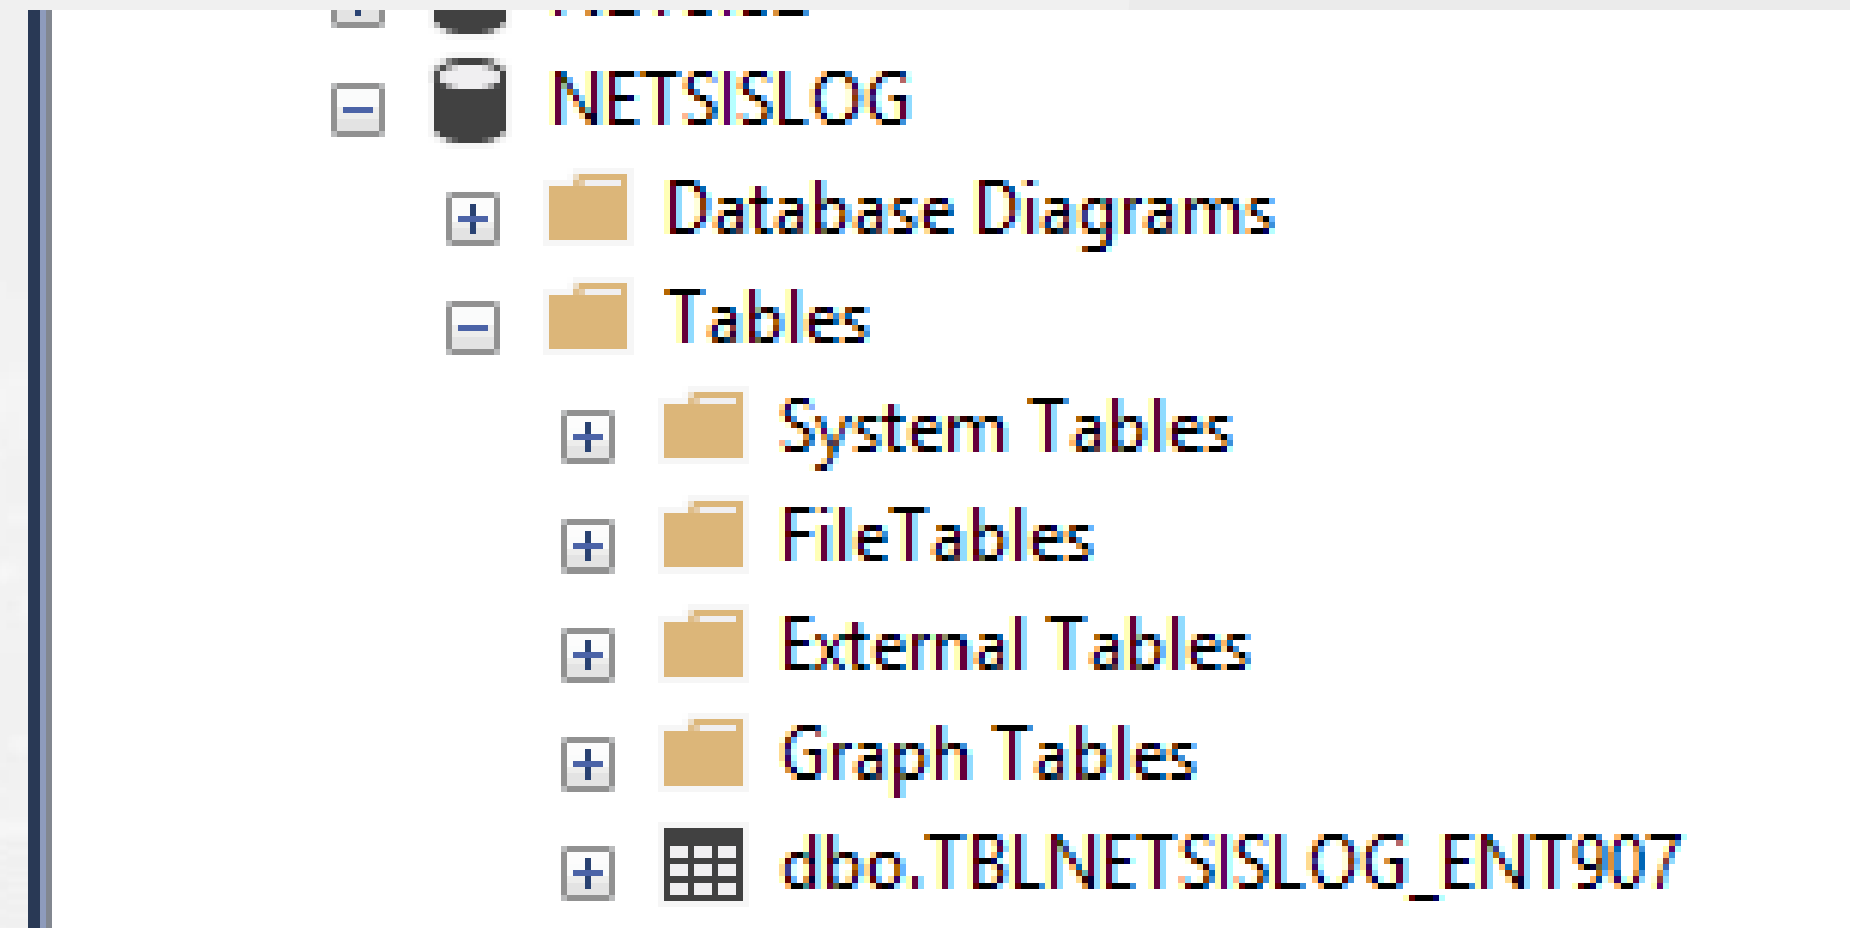 NETSISLOG
Database Diagrams
Tables
System Tables
FileTables
External Tables
Graph Tables
dbo.TBLNETSISLOG_ENT907